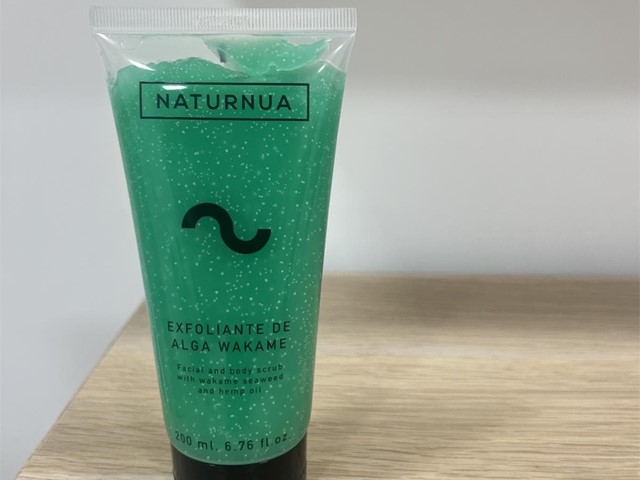 NATURNUA
EXFOLIANTE DE
ALGA WAKAME
Facial and body scrub
with wakame seaweed
and hemp oil
200 ml. 6.76 fl.oz.